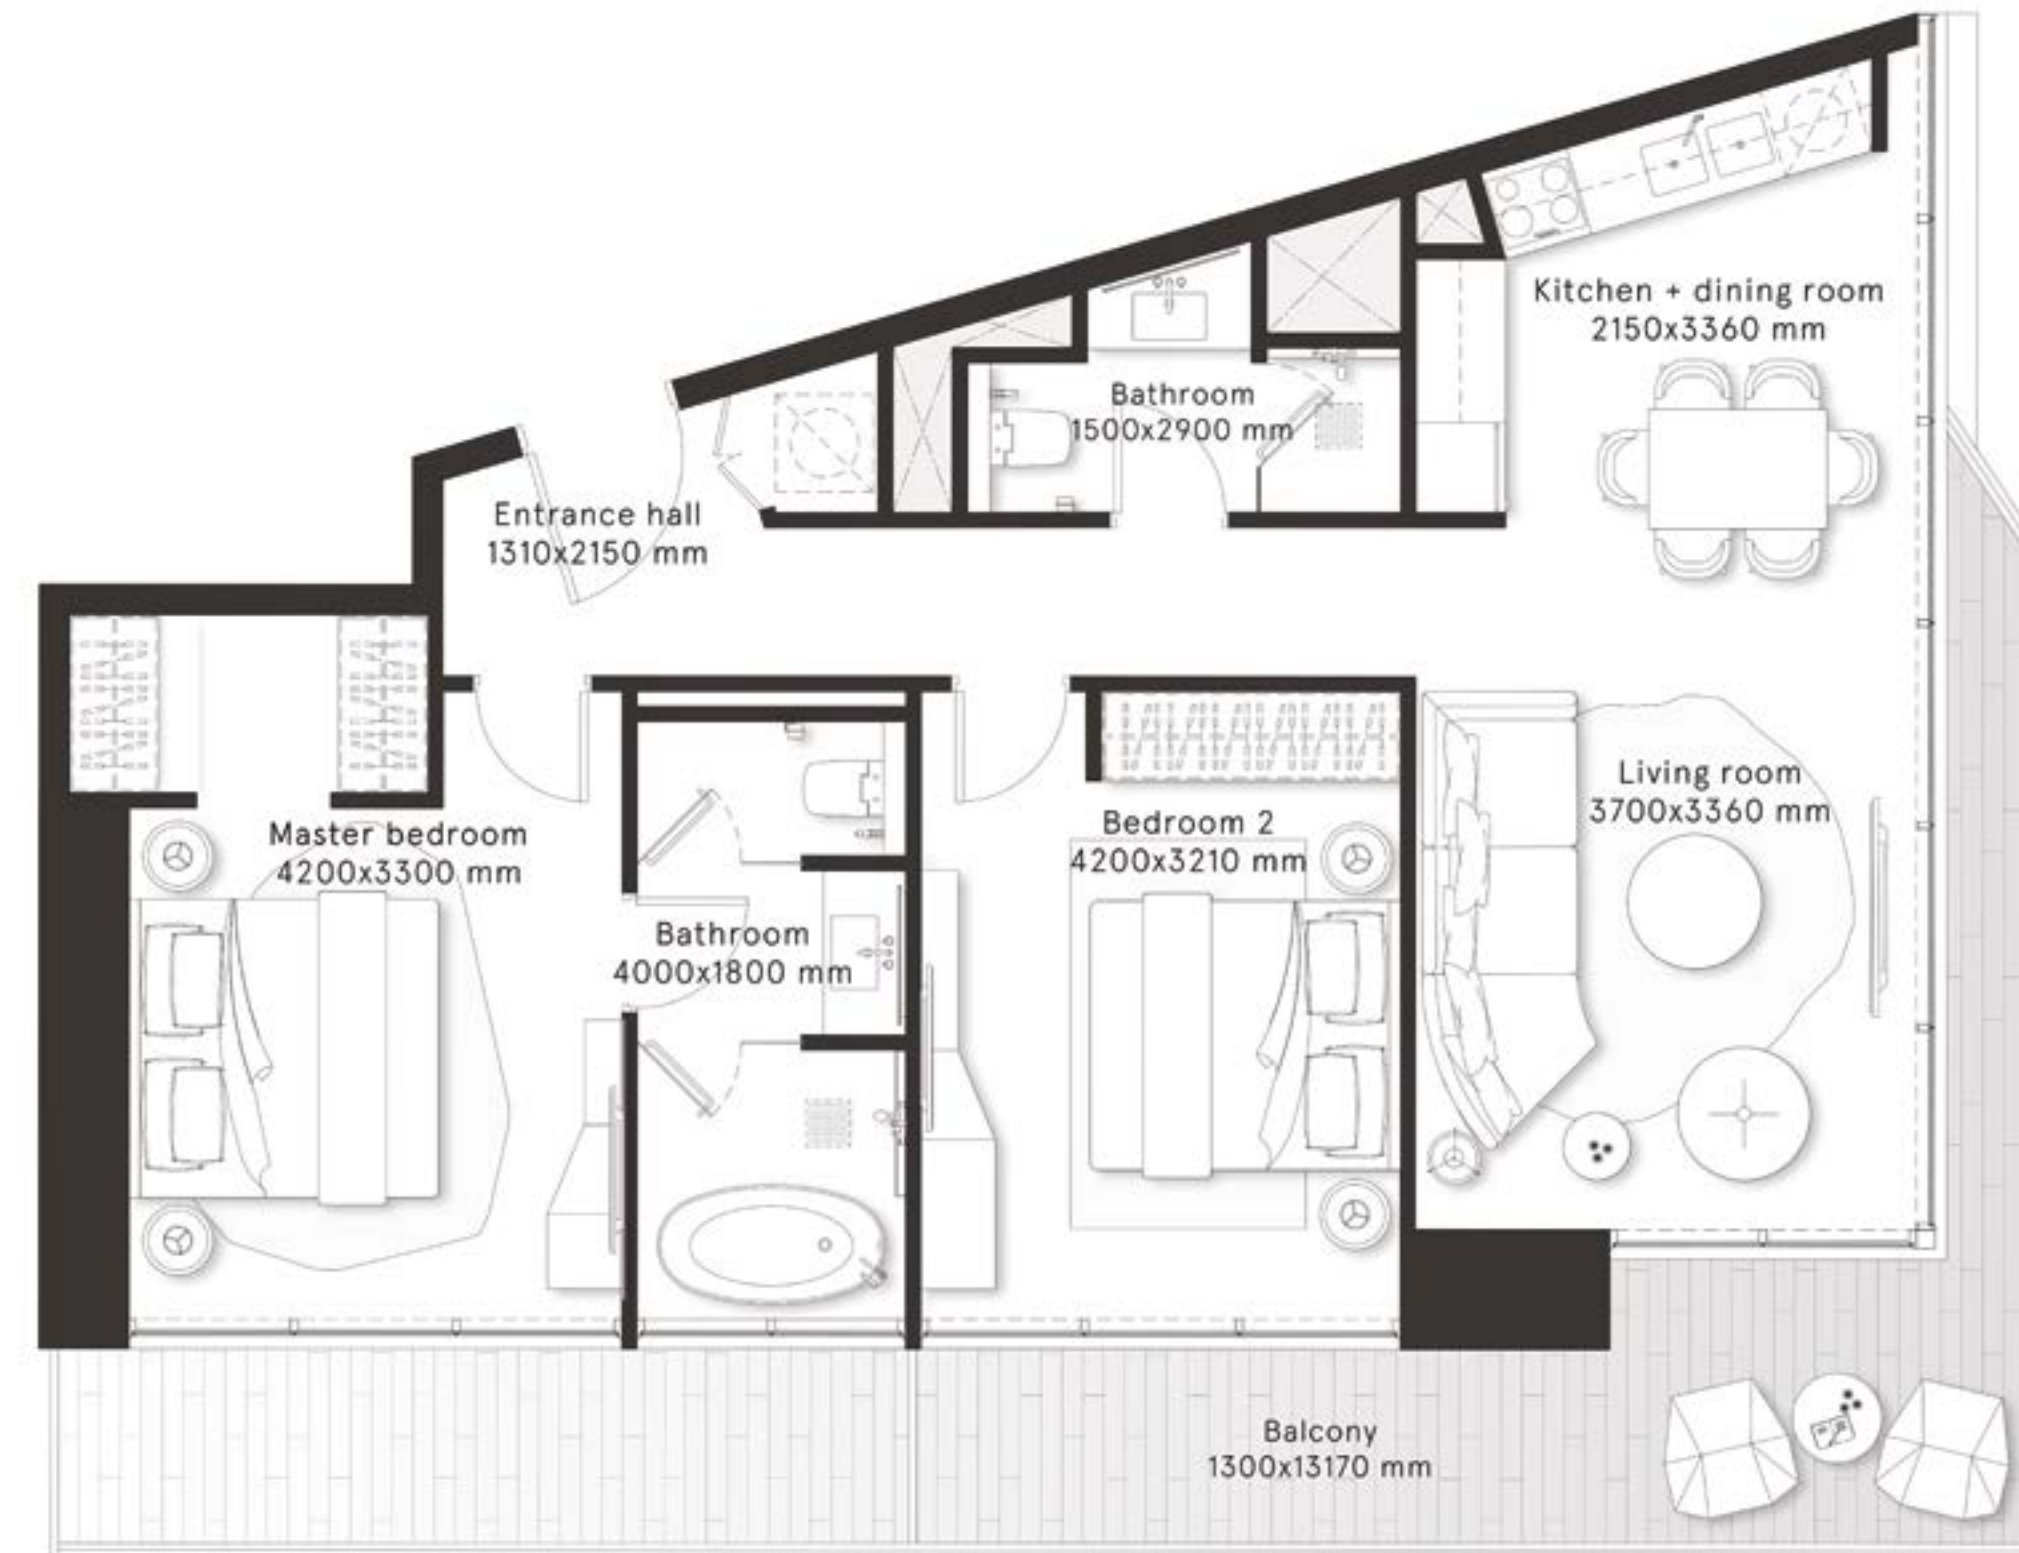 Kitchen + dining room
2150x3360 mm
Bathroom
1500x2900 mm
Entrance hall
1310x2150 mm
Living room
3700x3360 mm
Master bedroom
4200x3300 mm
Bedroom 2
4200x3210 mm
Bathroom
4000x1800 mm
Balcony
1300x13170 mm